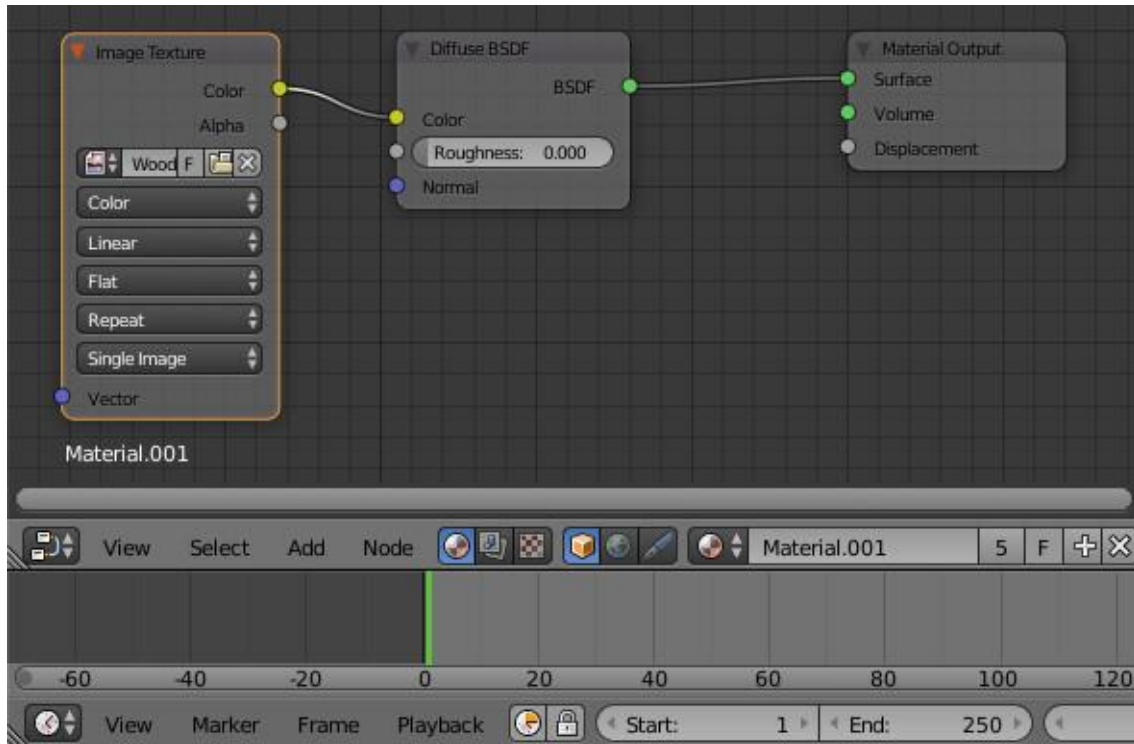 Image Texture
Color
Alpha
Wood F
Color
Linear
Flat
Repeat
Single Image
Vector
Diffuse BSDF
BSDF
Color
Roughness: 0.000
Normal
Material Output
Surface
Volume
Displacement
Material.001
View Select Add Node Material.001 5 F
-60 -40 -20 0 20 40 60 80 100 120
View Marker Frame Playback Start: 1 End: 250